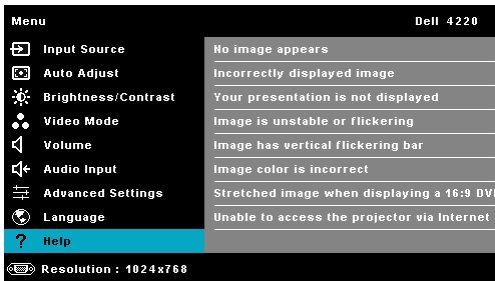 Menu Dell 4220
Input Source No image appears
Auto Adjust Incorrectly displayed image
Brightness/Contrast Your presentation is not displayed
Video Mode Image is unstable or flickering
Volume Image has vertical flickering bar
Audio Input Image color is incorrect
Advanced Settings Stretched image when displaying a 16:9
Language Unable to access the projector via Internet
? Help
Resolution : 1024x768